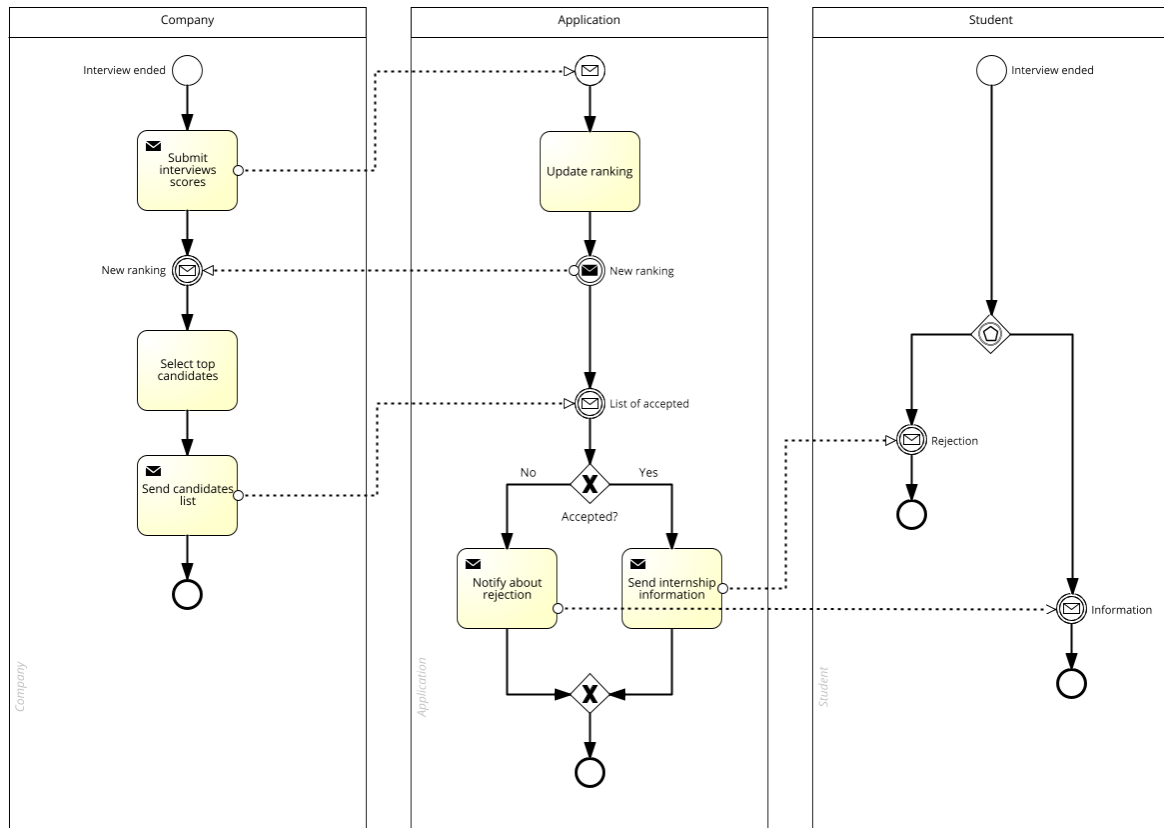 Company
Application
Student
Interview ended
Interview ended
Submit
interviews
scores
Update ranking
New ranking
New ranking
Select top
candidates
List of accepted
Rejection
No
Yes
Send candidates
list
Accepted?
Notify about
rejection
Send internship
information
Information
Company
Application
Student